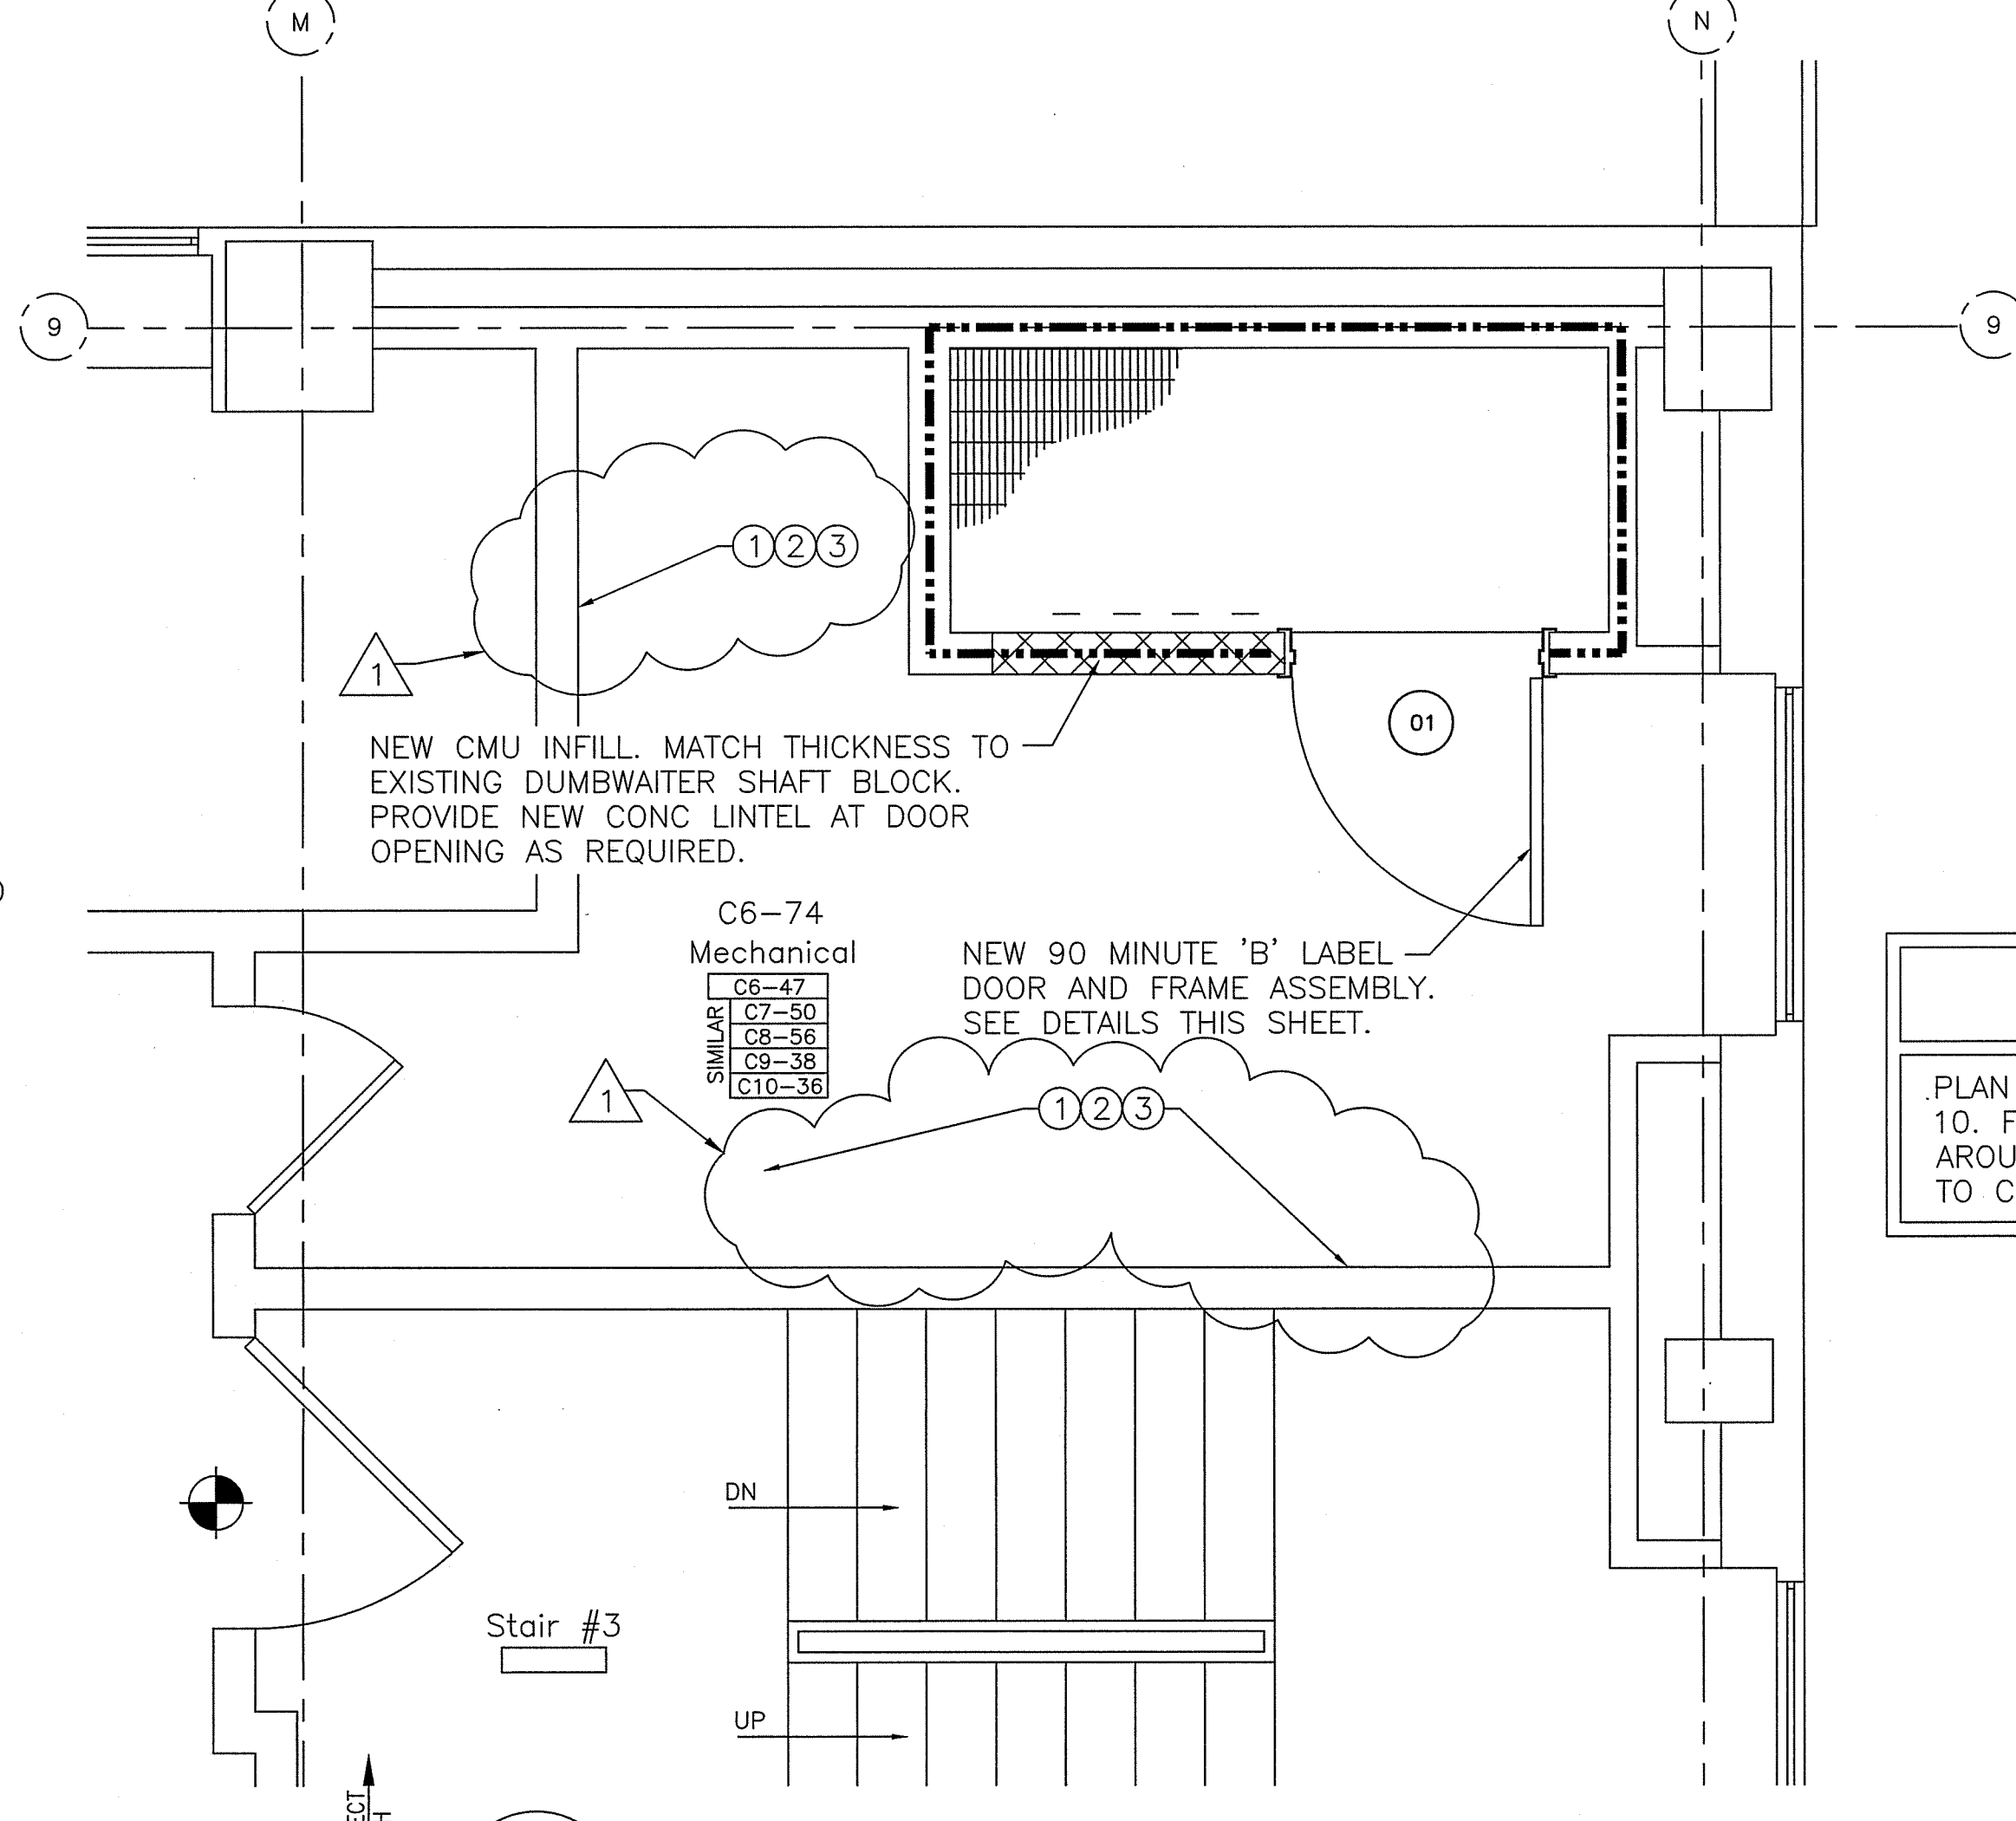 M
N
9
9
1 2 3
1
NEW CMU INFILL. MATCH THICKNESS TO
EXISTING DUMBWAITER SHAFT BLOCK.
PROVIDE NEW CONC LINTEL AT DOOR
OPENING AS REQUIRED.
01
C6-74
Mechanical
C6-47
SIMILAR
C7-50
C8-56
C9-38
C10-36
NEW 90 MINUTE 'B' LABEL
DOOR AND FRAME ASSEMBLY.
SEE DETAILS THIS SHEET.
1
1 2 3
PLAN
10. F
AROU
TO C
DN
Stair #3
UP
ECT
H